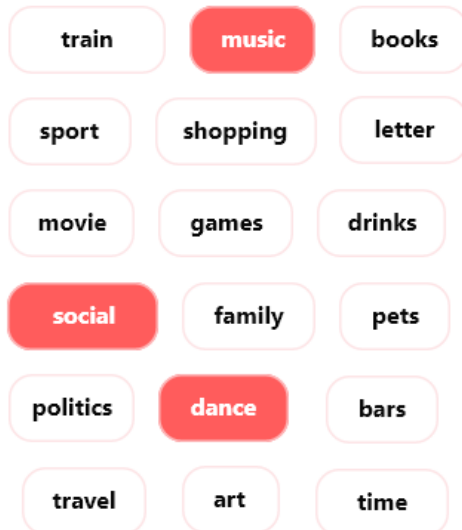 train music books
sport shopping letter
movie games drinks
social family pets
politics dance bars
travel art time